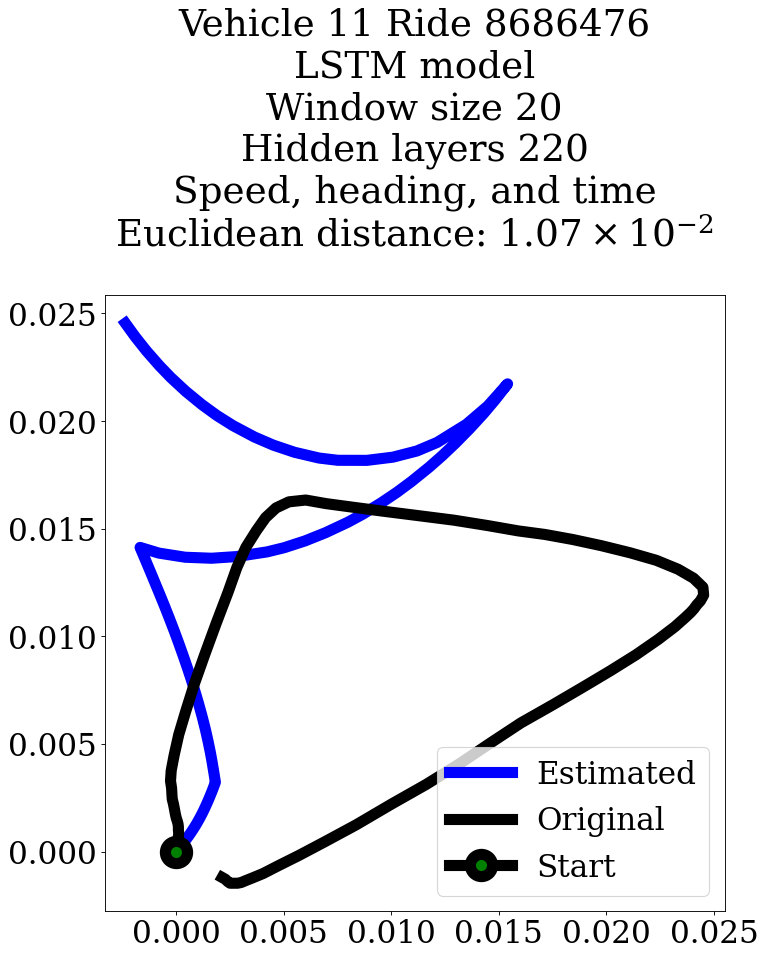 Vehicle 11 Ride 8686476
LSTM model
Window size 20
Hidden layers 220
Speed, heading, and time
Euclidean distance: 1.07 × 10⁻²
0.025
0.020
0.015
0.010
0.005
0.000
Estimated
Original
Start
0.000 0.005 0.010 0.015 0.020 0.025